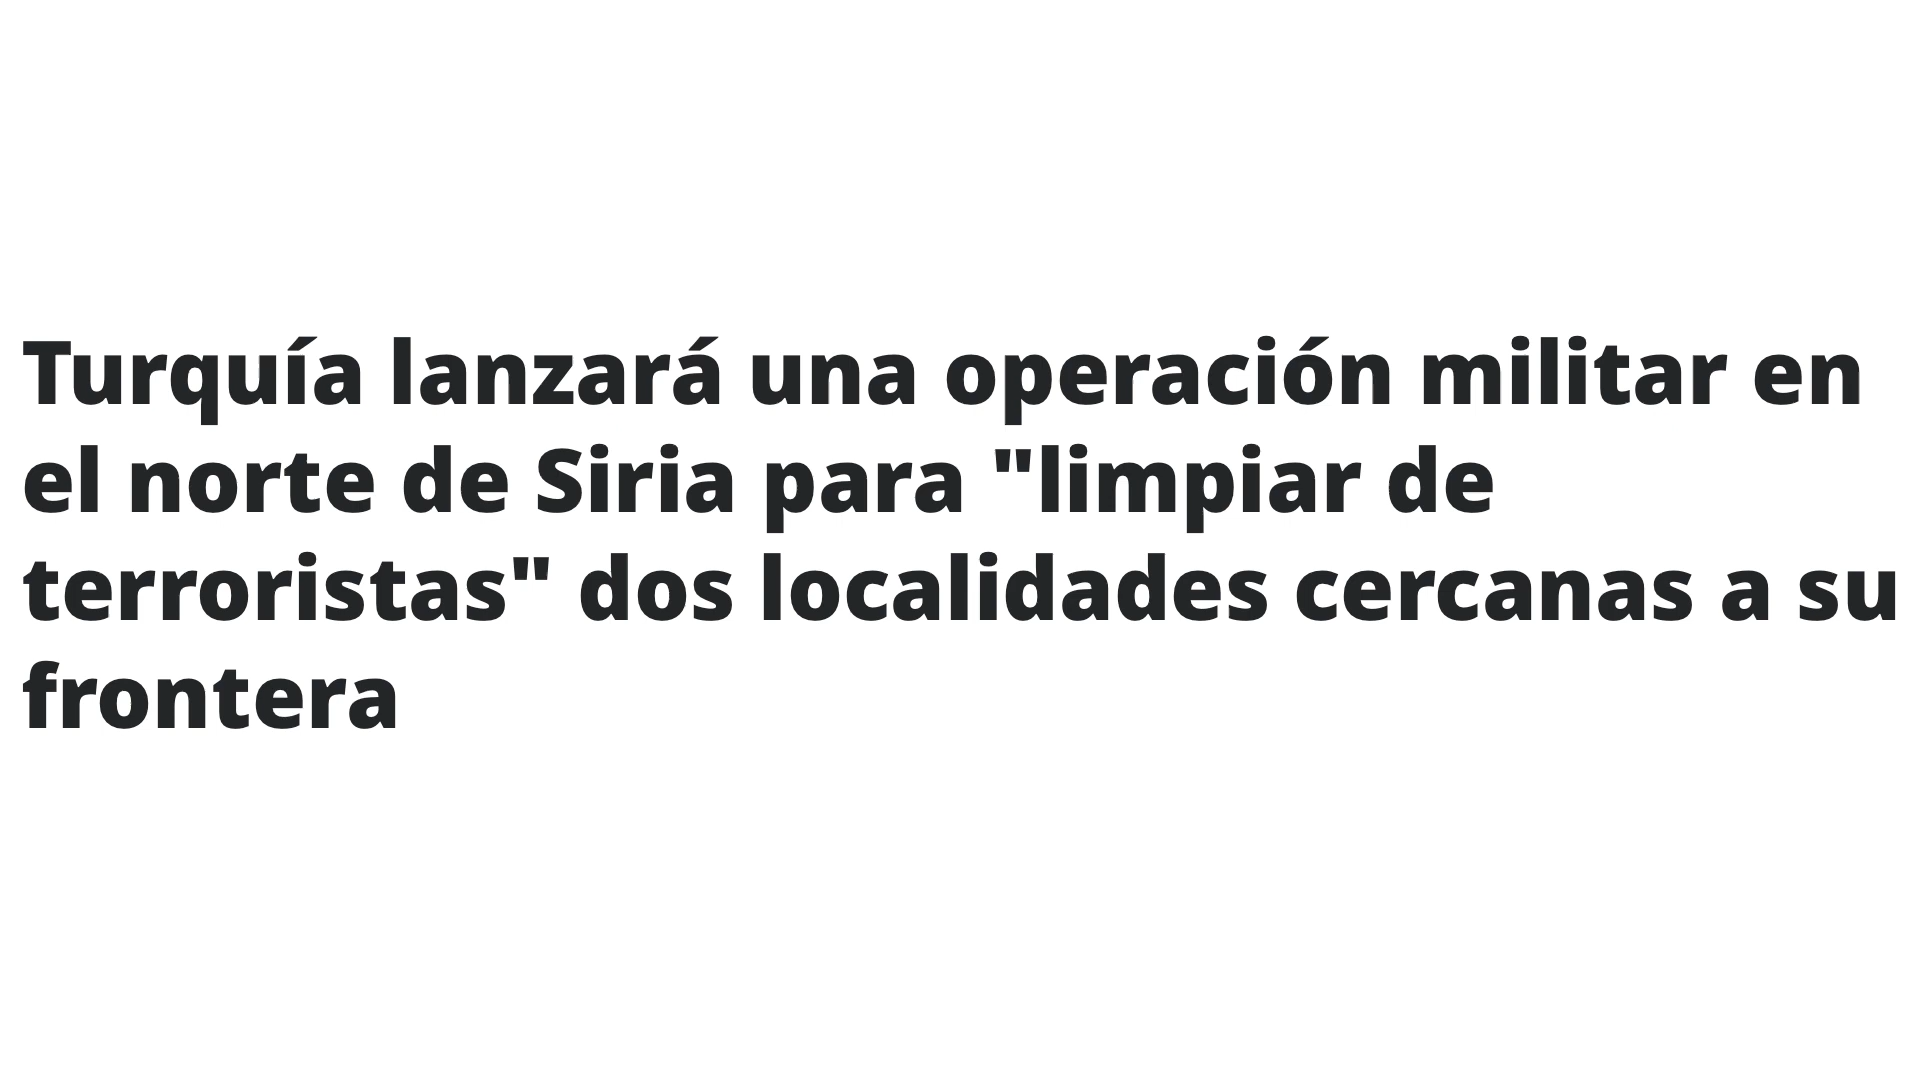 Turquía lanzará una operación militar en
el norte de Siria para "limpiar de
terroristas" dos localidades cercanas a su
frontera